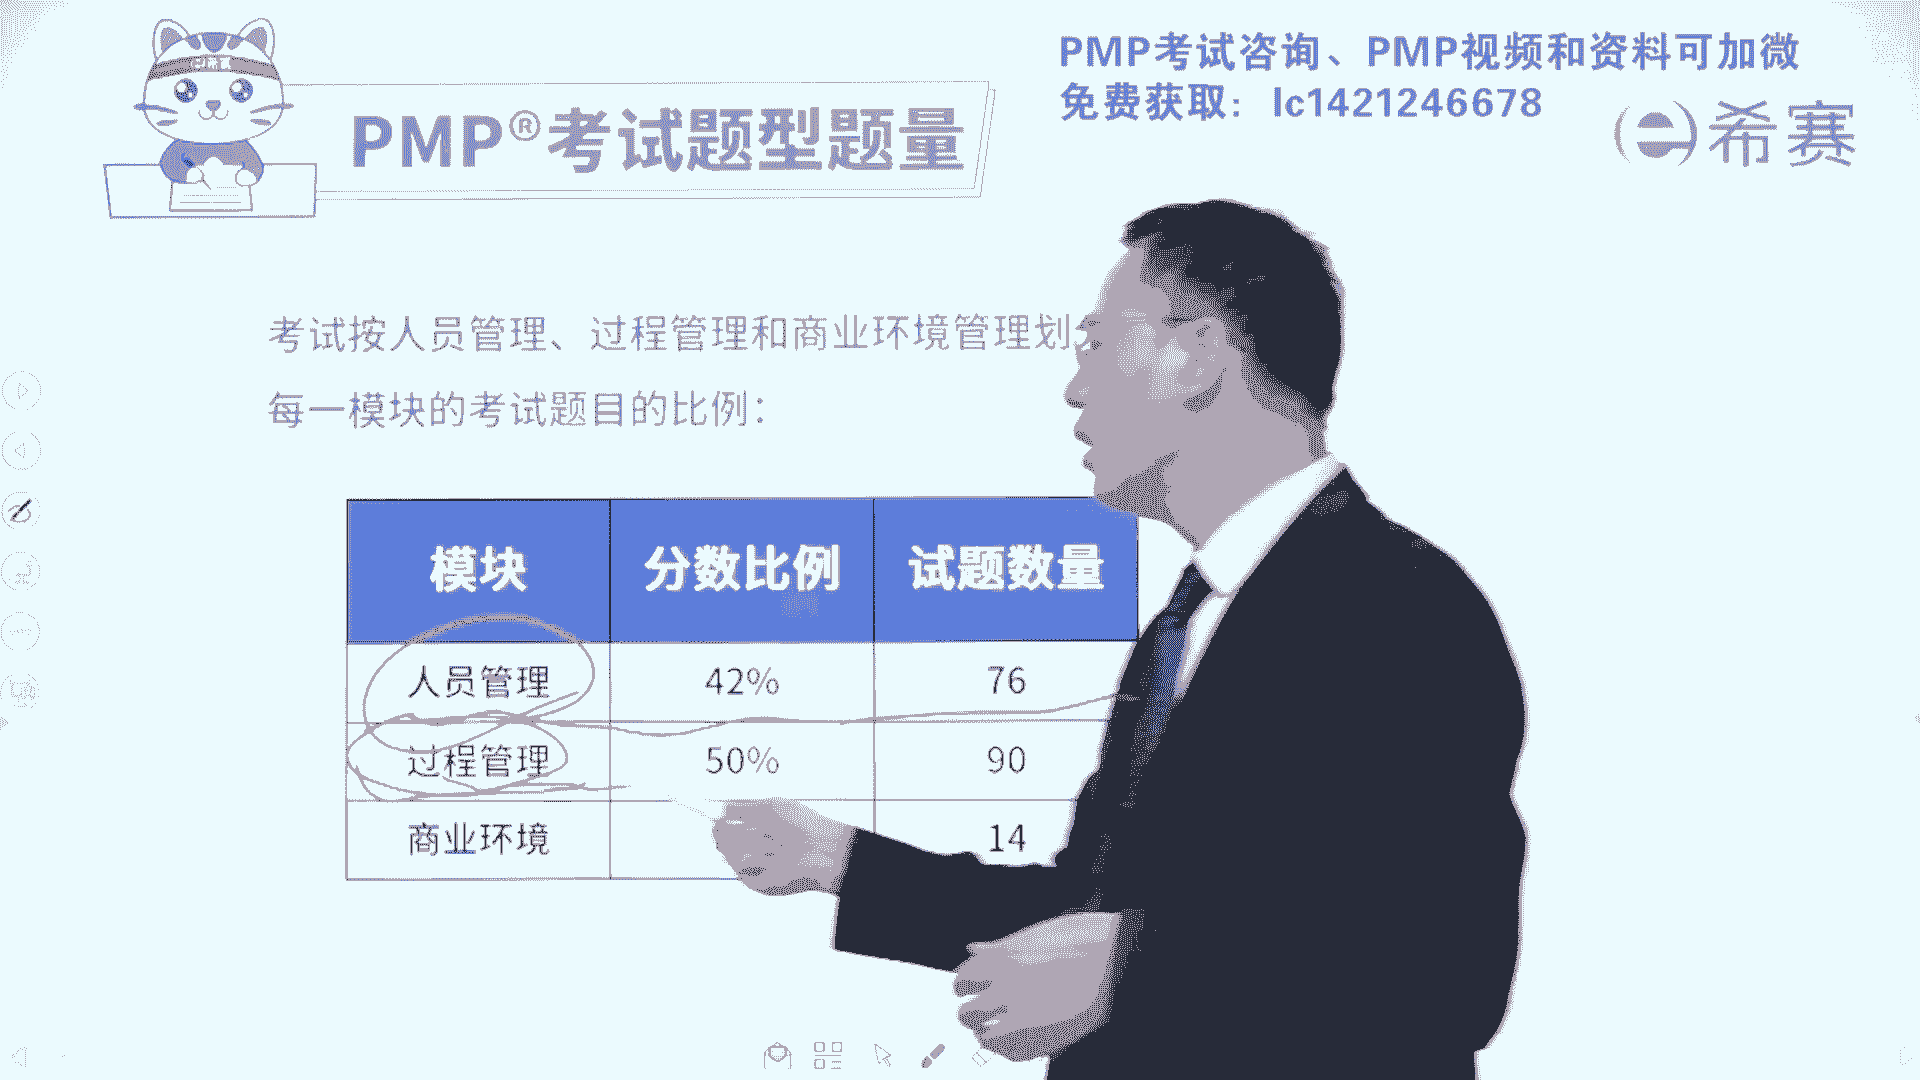 PMP考试咨询、PMP视频和资料可加微
免费获取：lc1421246678
希赛
PMP®考试题型题量
考试按人员管理、过程管理和商业环境管理划
每一模块的考试题目的比例：
模块 分数比例 试题数量
人员管理 42% 76
过程管理 50% 90
商业环境 14